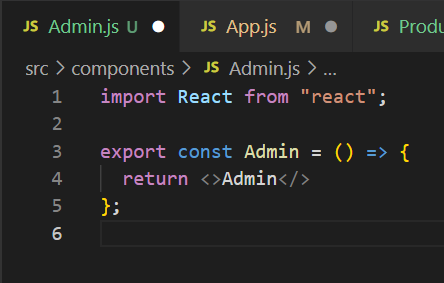 JS Admin.js U JS App.js JS Produ
src > components > JS Admin.js > ...
1 import React from "react";
2
3 export const Admin = () => {
4 return <>Admin</>
5 };
6